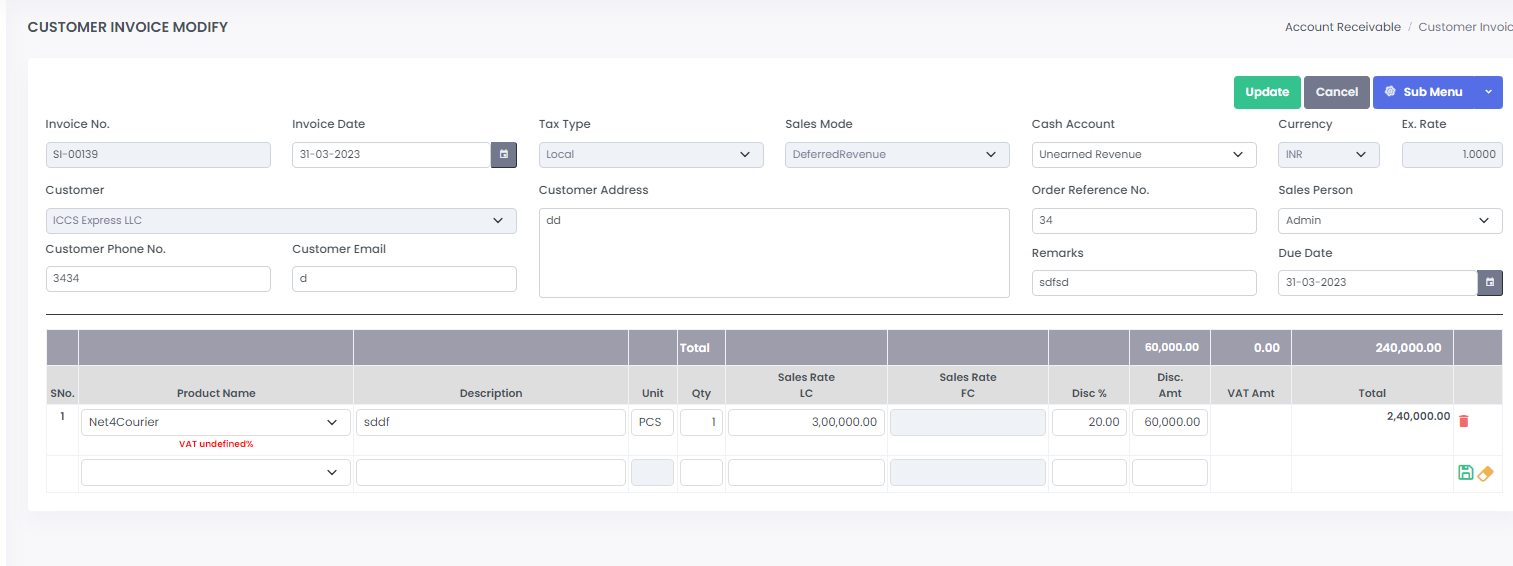 CUSTOMER INVOICE MODIFY
Account Receivable / Customer Invoic
Update Cancel Sub Menu
Invoice No. Invoice Date Tax Type Sales Mode Cash Account Currency Ex. Rate
SI-00139 31-03-2023 Local DeferredRevenue Unearned Revenue INR 1.0000
Customer Customer Address Order Reference No. Sales Person
ICCS Express LLC dd 34 Admin
Customer Phone No. Customer Email Remarks Due Date
3434 d sdfsd 31-03-2023
Total 60,000.00 0.00 240,000.00
SNo. Product Name Description Unit Qty Sales Rate LC Sales Rate FC Disc % Disc. Amt VAT Amt Total
1 Net4Courier sddf PCS 1 3,00,000.00 20.00 60,000.00 2,40,000.00
VAT undefined%